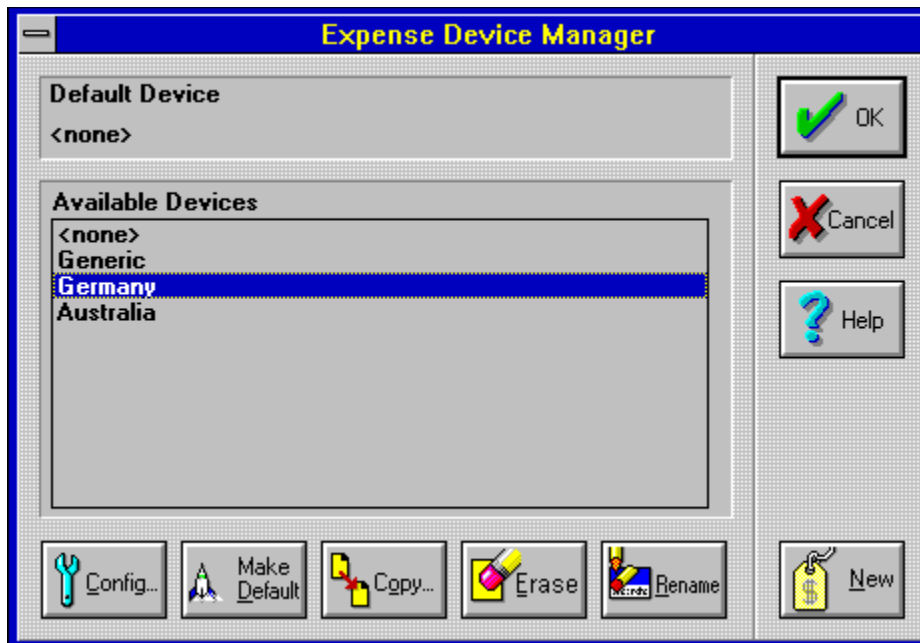 Expense Device Manager
Default Device
<none>
OK
Available Devices
<none>
Generic
Germany
Australia
Cancel
Help
Config...
Make
Default
Copy...
Erase
Rename
$
New